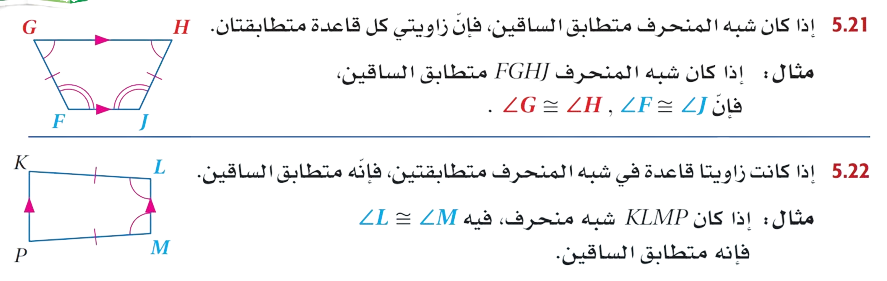 G H
F J
5.21 إذا كان شبه المنحرف متطابق الساقين، فإنّ زاويتي كل قاعدة متطابقتان.
مثال: إذا كان شبه المنحرف FGHJ متطابق الساقين،
فإنّ ∠G ≅ ∠H , ∠F ≅ ∠J .
K L
P M
5.22 إذا كانت زاويتا قاعدة في شبه المنحرف متطابقتين، فإنّه متطابق الساقين.
مثال: إذا كان KLMP شبه منحرف، فيه ∠L ≅ ∠M
فإنه متطابق الساقين.